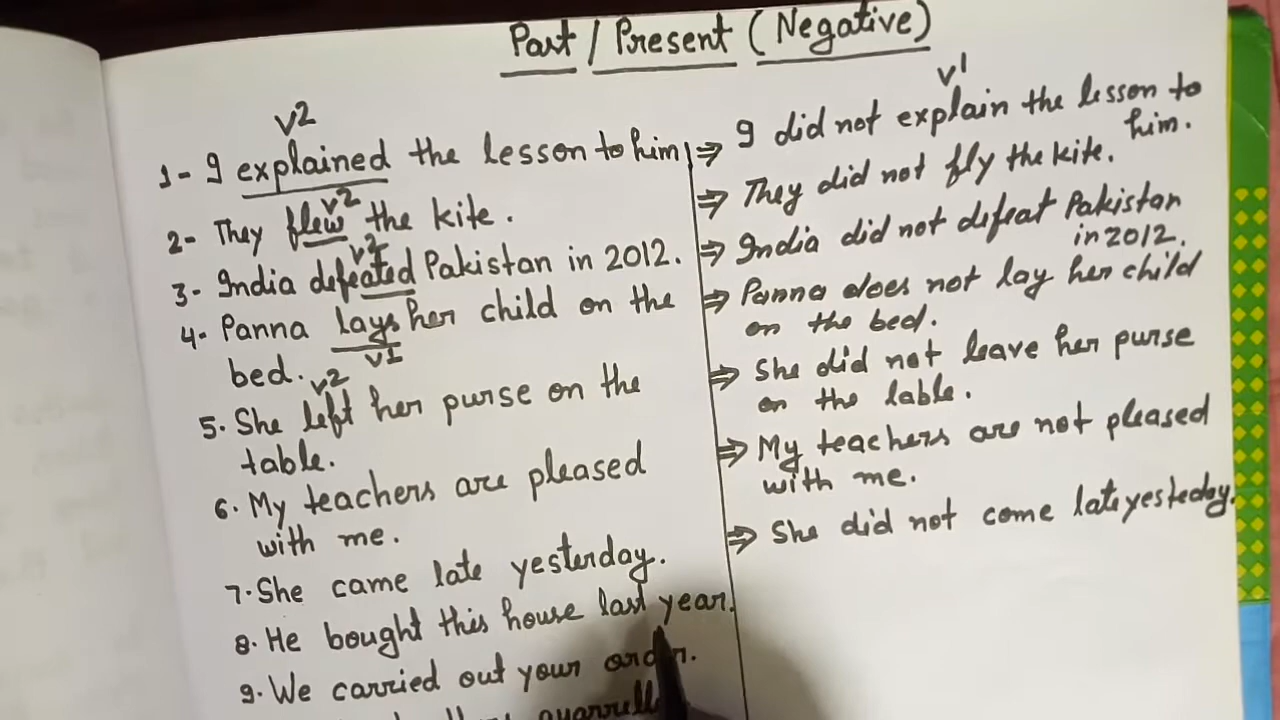 Past / Present (Negative)
v2
1- I explained the lesson to him
v2
2- They flew the kite.
v2
3- India defeated Pakistan in 2012.
4- Panna lays her child on the
bed.
v1
v2
5. She left her purse on the
table.
6. My teachers are pleased
with me.
7. She came late yesterday.
8. He bought this house last year.
9. We carried out your order.
v1
⇒ I did not explain the lesson to
him.
⇒ They did not fly the kite.
⇒ India did not defeat Pakistan
in 2012.
⇒ Panna does not lay her child
on the bed.
⇒ She did not leave her purse
on the lable.
⇒ My teachers are not pleased
with me.
⇒ She did not come late yesteday.